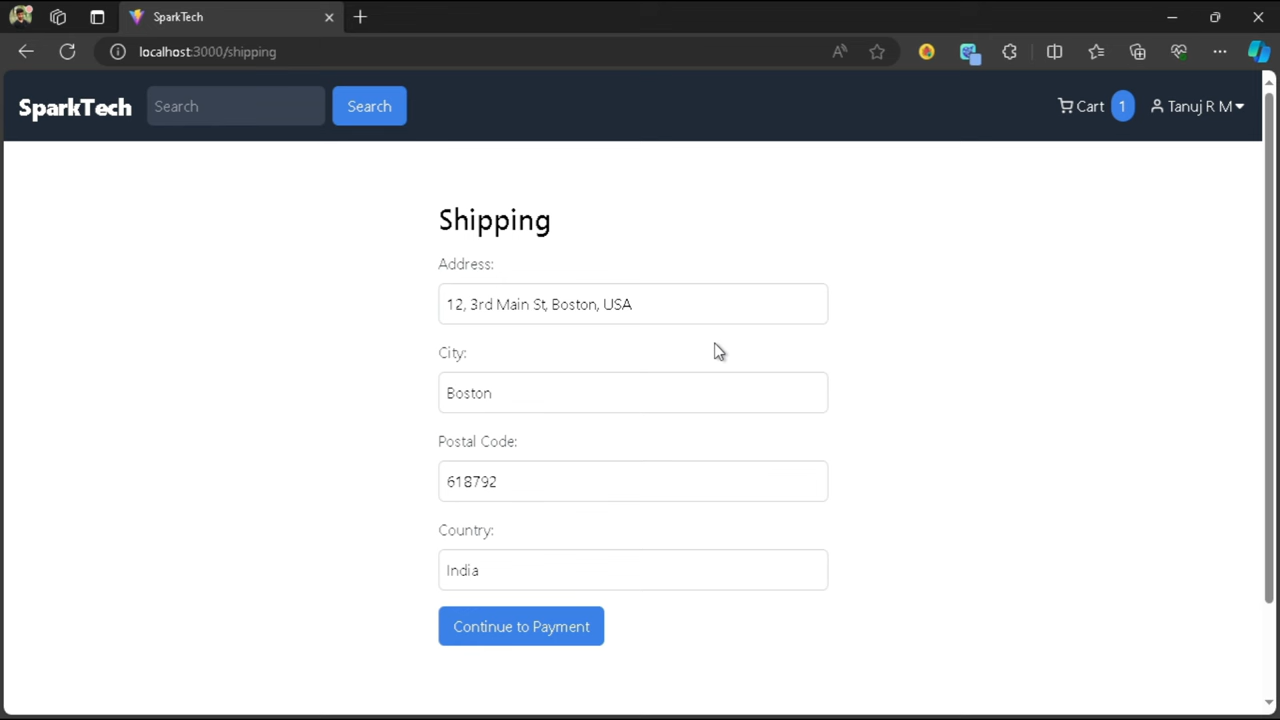 SparkTech
localhost:3000/shipping
SparkTech Search Search Cart 1 Tanuj R M
Shipping
Address:
12, 3rd Main St, Boston, USA
City:
Boston
Postal Code:
618792
Country:
India
Continue to Payment